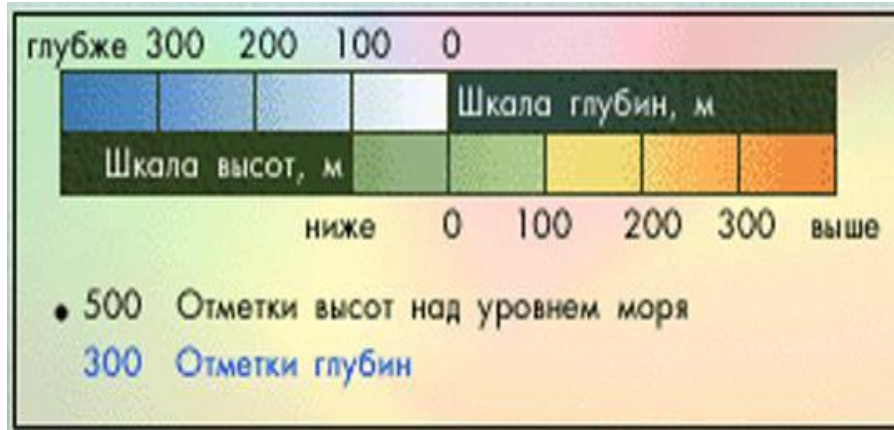 глубже 300 200 100 0
Шкала глубин, м
Шкала высот, м
ниже 0 100 200 300 выше
500 Отметки высот над уровнем моря
300 Отметки глубин